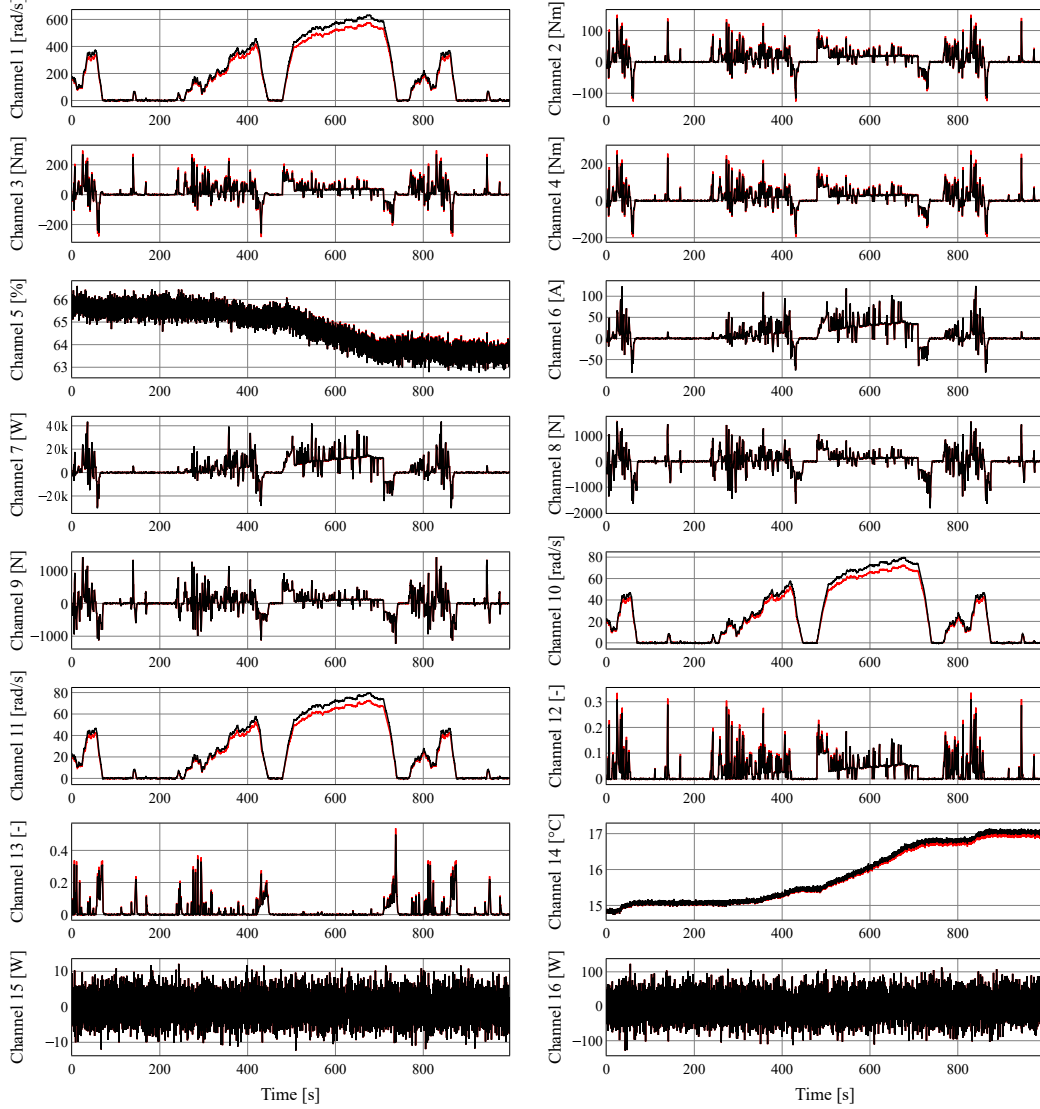 Channel 1 [rad/s]
600
400
200
0
0 200 400 600 800
Channel 2 [Nm]
100
0
−100
0 200 400 600 800
Channel 3 [Nm]
200
0
−200
0 200 400 600 800
Channel 4 [Nm]
200
0
−200
0 200 400 600 800
Channel 5 [%]
66
65
64
63
0 200 400 600 800
Channel 6 [A]
100
50
0
−50
0 200 400 600 800
Channel 7 [W]
40k
20k
0
−20k
0 200 400 600 800
Channel 8 [N]
1000
0
−1000
−2000
0 200 400 600 800
Channel 9 [N]
1000
0
−1000
0 200 400 600 800
Channel 10 [rad/s]
80
60
40
20
0
0 200 400 600 800
Channel 11 [rad/s]
80
60
40
20
0
0 200 400 600 800
Channel 12 [-]
0.3
0.2
0.1
0
0 200 400 600 800
Channel 13 [-]
0.4
0.2
0
0 200 400 600 800
Channel 14 [°C]
17
16
15
0 200 400 600 800
Channel 15 [W]
10
0
−10
0 200 400 600 800
Time [s]
Channel 16 [W]
100
0
−100
0 200 400 600 800
Time [s]